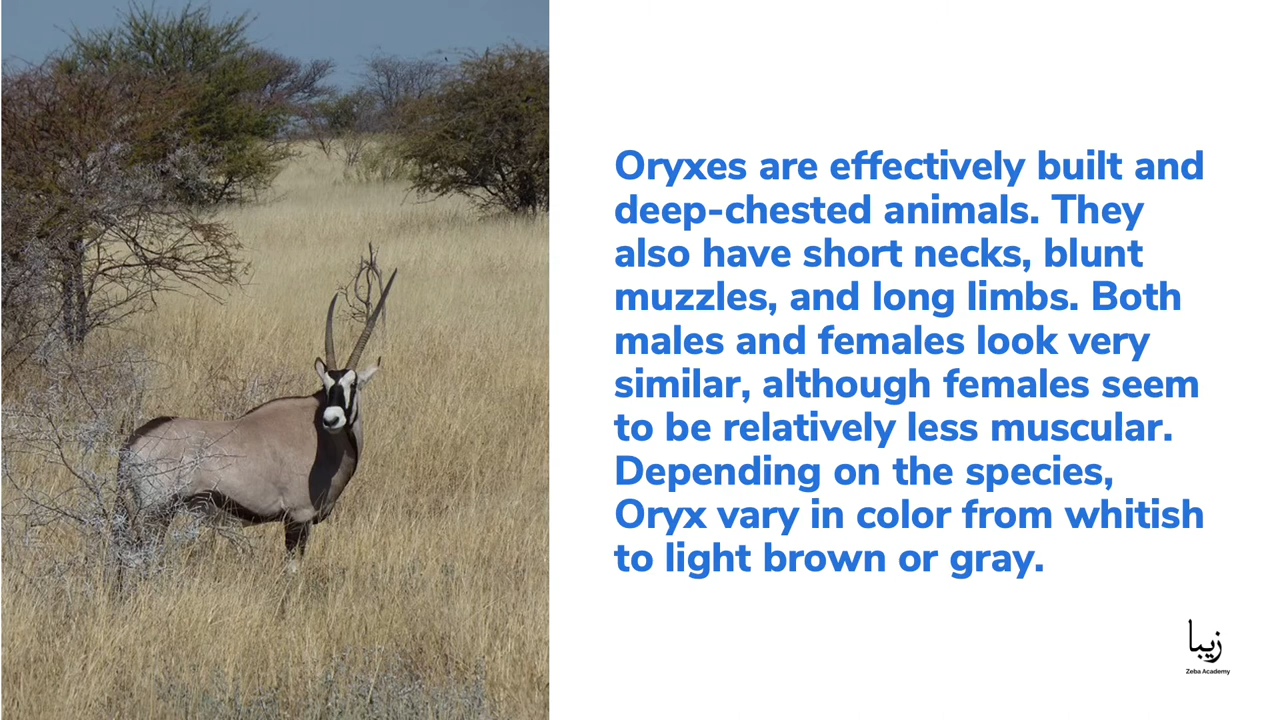 Oryxes are effectively built and
deep-chested animals. They
also have short necks, blunt
muzzles, and long limbs. Both
males and females look very
similar, although females seem
to be relatively less muscular.
Depending on the species,
Oryx vary in color from whitish
to light brown or gray.
زیبا
Zeba Academy